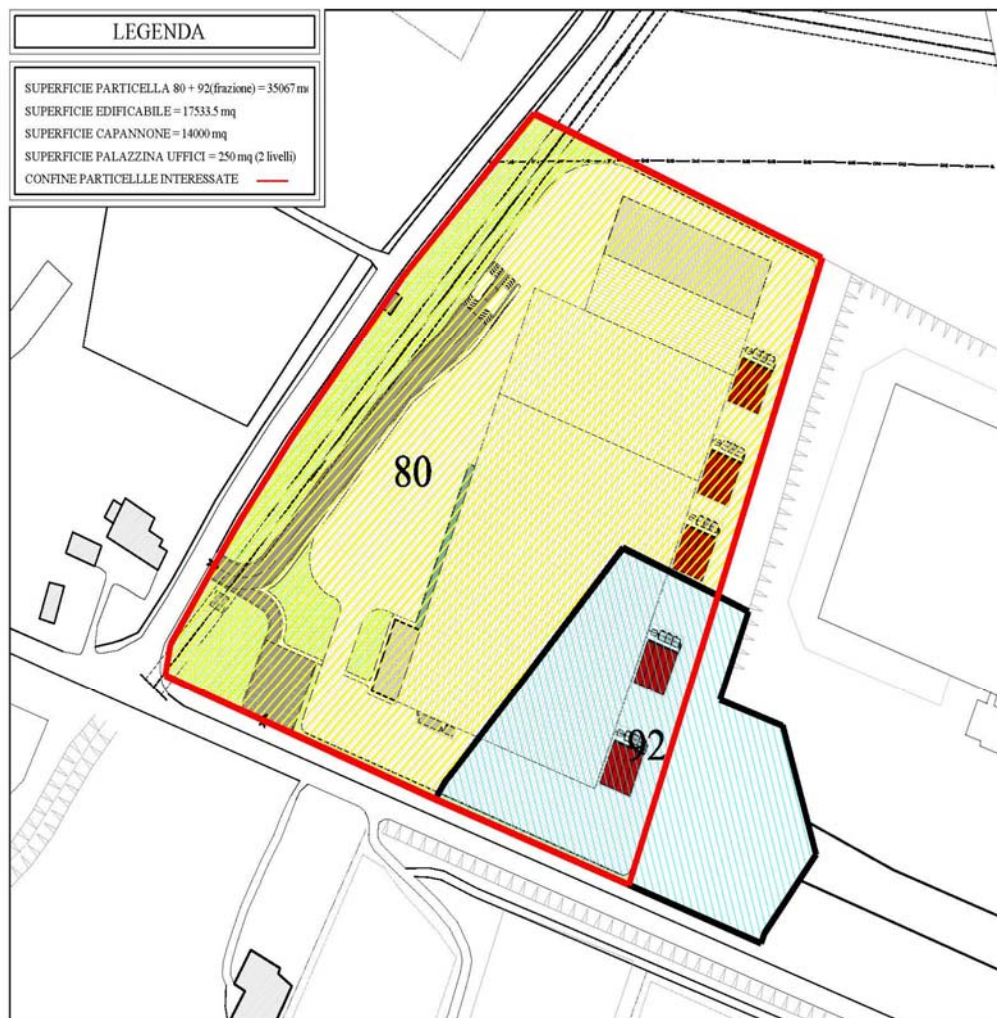 LEGENDA
SUPERFICIE PARTICELLA 80 + 92(frazione) = 35067 mq
SUPERFICIE EDIFICABILE = 17533.5 mq
SUPERFICIE CAPANNONE = 14000 mq
SUPERFICIE PALAZZINA UFFICI = 250 mq (2 livelli)
CONFINE PARTICELLLE INTERESSATE
80
92